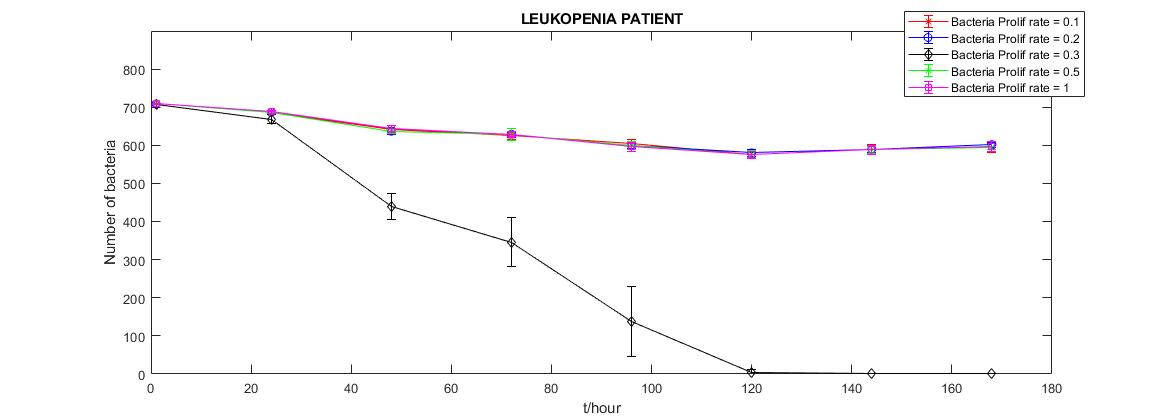 LEUKOPENIA PATIENT
Bacteria Prolif rate = 0.1
Bacteria Prolif rate = 0.2
Bacteria Prolif rate = 0.3
Bacteria Prolif rate = 0.5
Bacteria Prolif rate = 1
Number of bacteria
800
700
600
500
400
300
200
100
0
0 20 40 60 80 100 120 140 160 180
t/hour